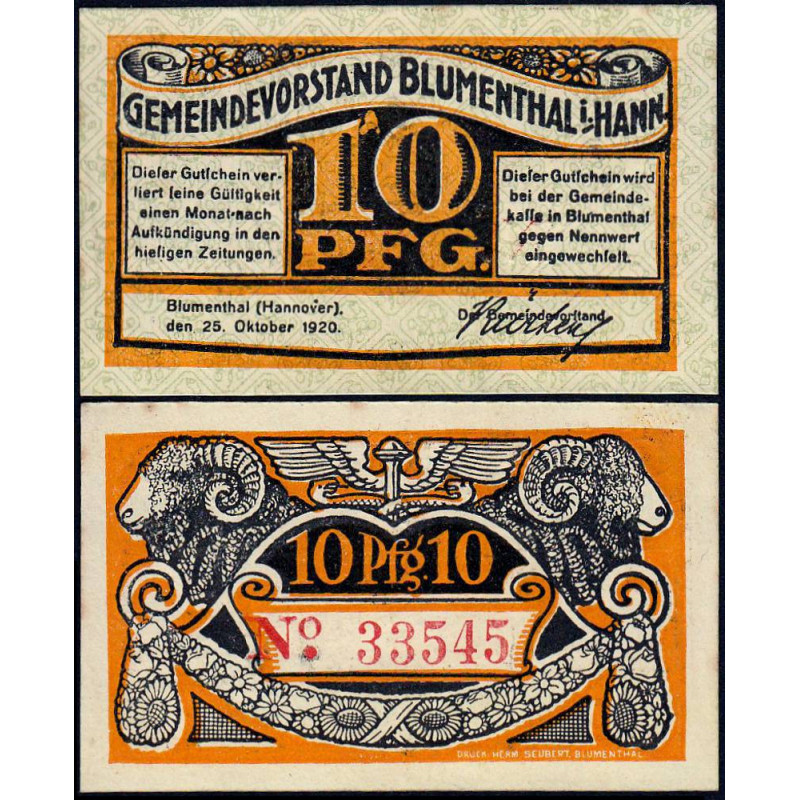 GEMEINDEVORSTAND BLUMENTHAL i. HANN.
10
PFG.
Dieser Gutschein ver-
liert seine Gültigkeit
einen Monat nach
Aufkündigung in den
hiesigen Zeitungen.
Dieser Gutschein wird
bei der Gemeinde-
kasse in Blumenthal
gegen Nennwert
eingewechselt.
Blumenthal (Hannover),
den 25. Oktober 1920.
Der Gemeindevorstand
10 Pfg. 10
No. 33545
DRUCK HERM SEUBERT. BLUMENTHAL